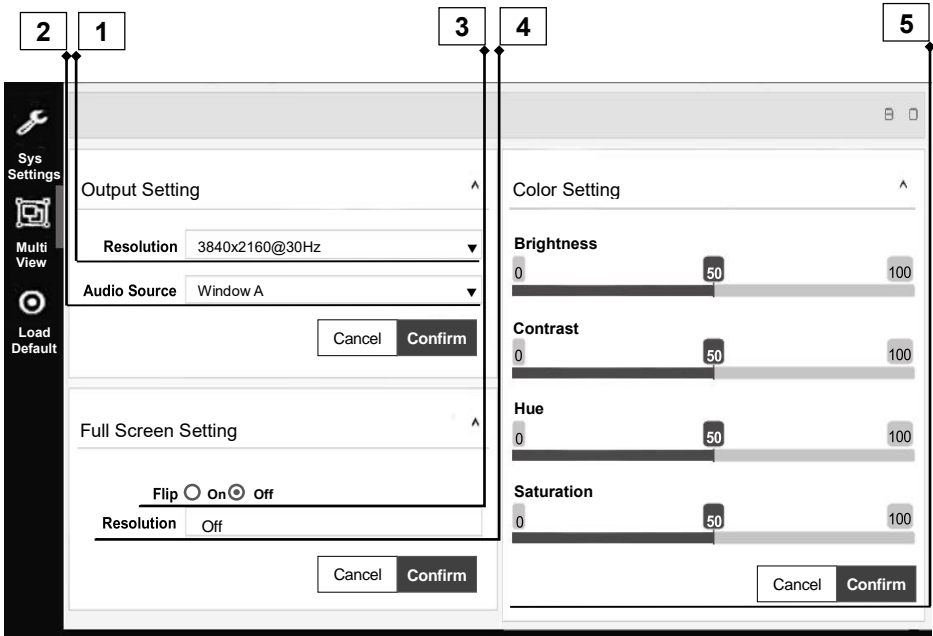 2 1 3 4 5
Sys
Settings
Multi
View
Load
Default
Output Setting
Resolution 3840x2160@30Hz
Audio Source Window A
Cancel Confirm
Full Screen Setting
Flip On Off
Resolution Off
Cancel Confirm
Color Setting
Brightness
0 50 100
Contrast
0 50 100
Hue
0 50 100
Saturation
0 50 100
Cancel Confirm